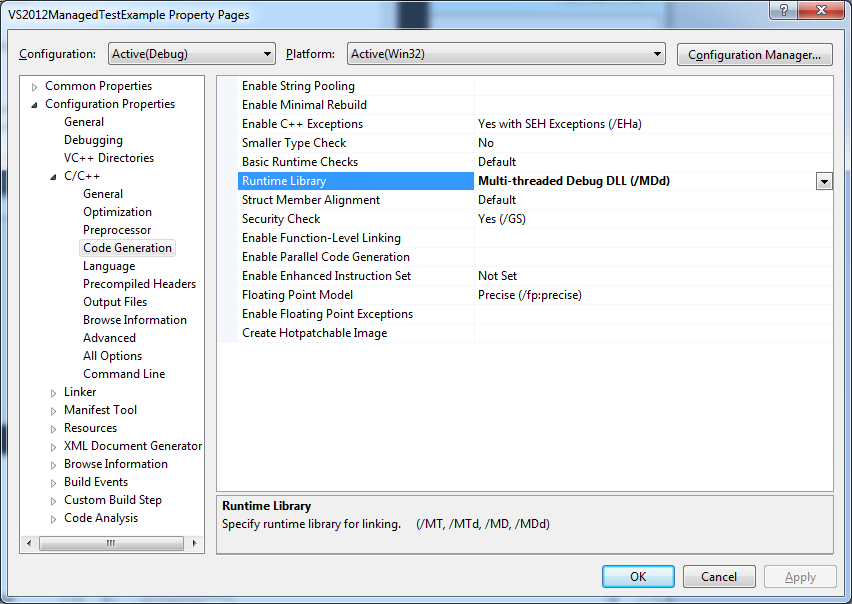 VS2012ManagedTestExample Property Pages
Configuration: Active(Debug) Platform: Active(Win32) Configuration Manager...
Common Properties
Configuration Properties
General
Debugging
VC++ Directories
C/C++
General
Optimization
Preprocessor
Code Generation
Language
Precompiled Headers
Output Files
Browse Information
Advanced
All Options
Command Line
Linker
Manifest Tool
Resources
XML Document Generator
Browse Information
Build Events
Custom Build Step
Code Analysis
Enable String Pooling
Enable Minimal Rebuild
Enable C++ Exceptions Yes with SEH Exceptions (/EHa)
Smaller Type Check No
Basic Runtime Checks Default
Runtime Library Multi-threaded Debug DLL (/MDd)
Struct Member Alignment Default
Security Check Yes (/GS)
Enable Function-Level Linking
Enable Parallel Code Generation
Enable Enhanced Instruction Set Not Set
Floating Point Model Precise (/fp:precise)
Enable Floating Point Exceptions
Create Hotpatchable Image
Runtime Library
Specify runtime library for linking. (/MT, /MTd, /MD, /MDd)
OK Cancel Apply